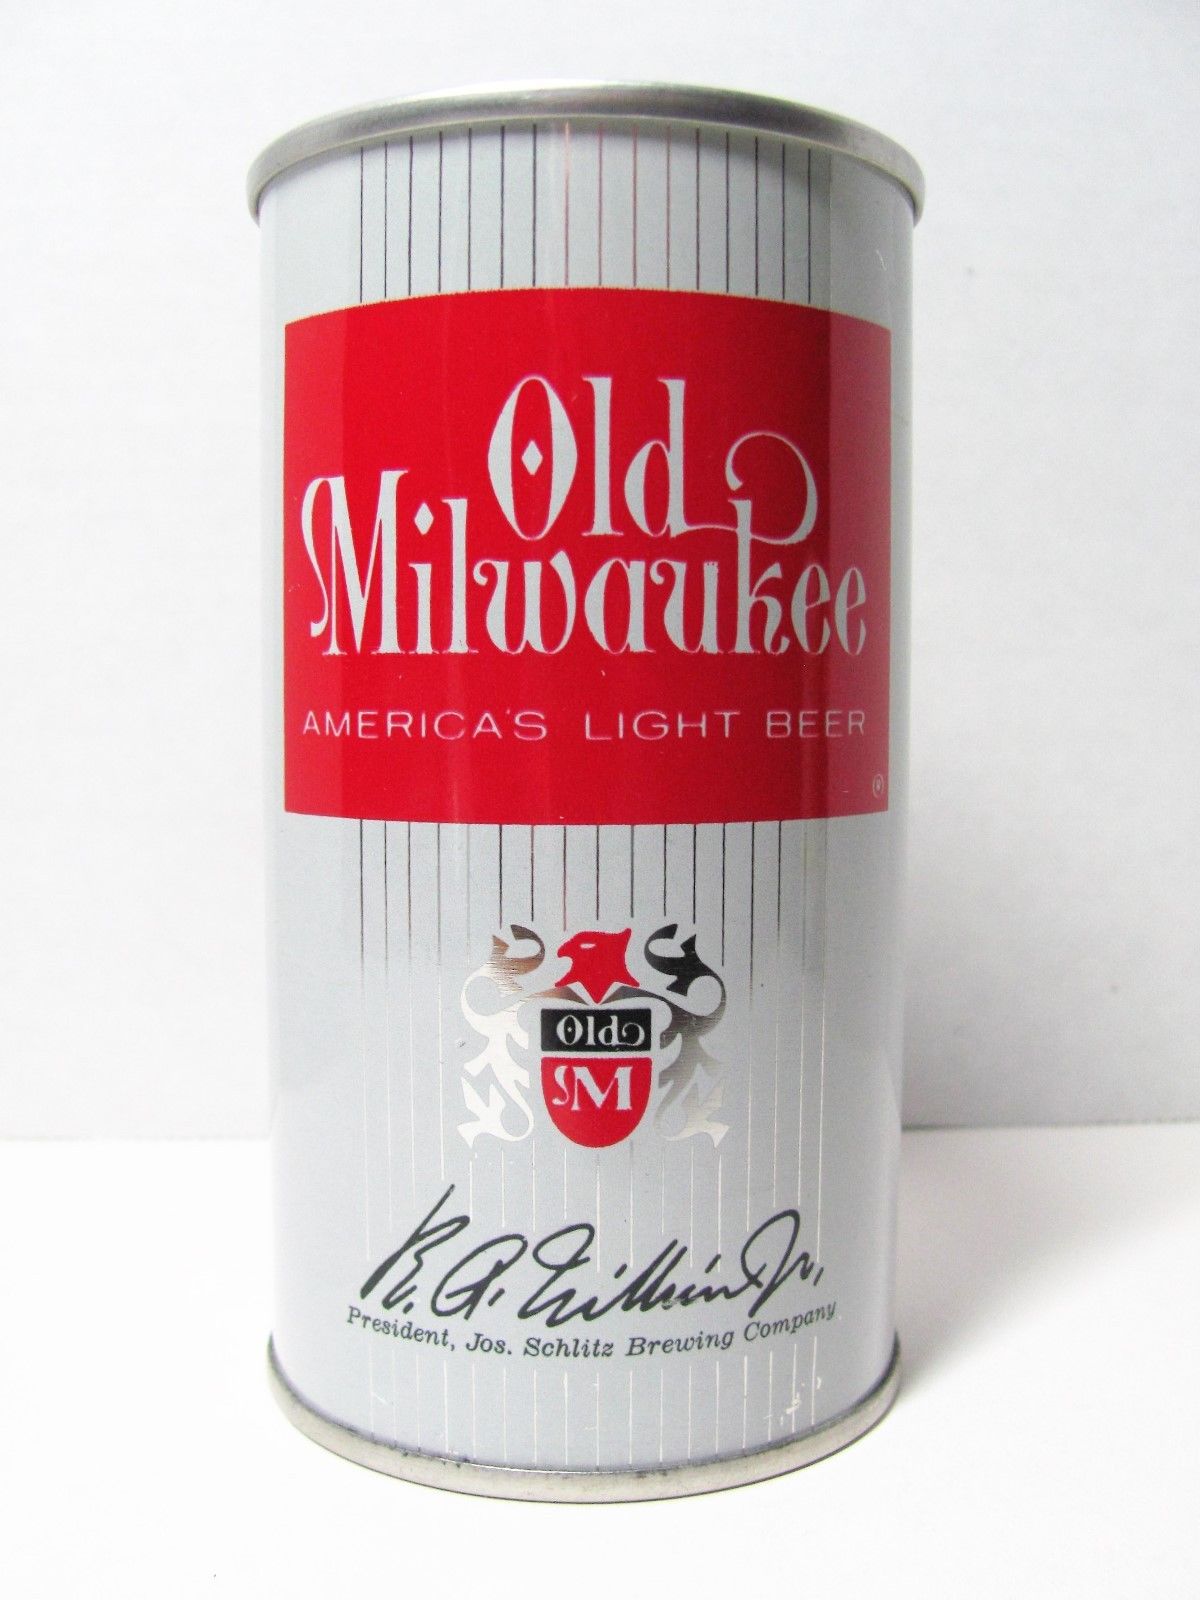 Old
Milwaukee
AMERICA'S LIGHT BEER
®
Old
M
President, Jos. Schlitz Brewing Company